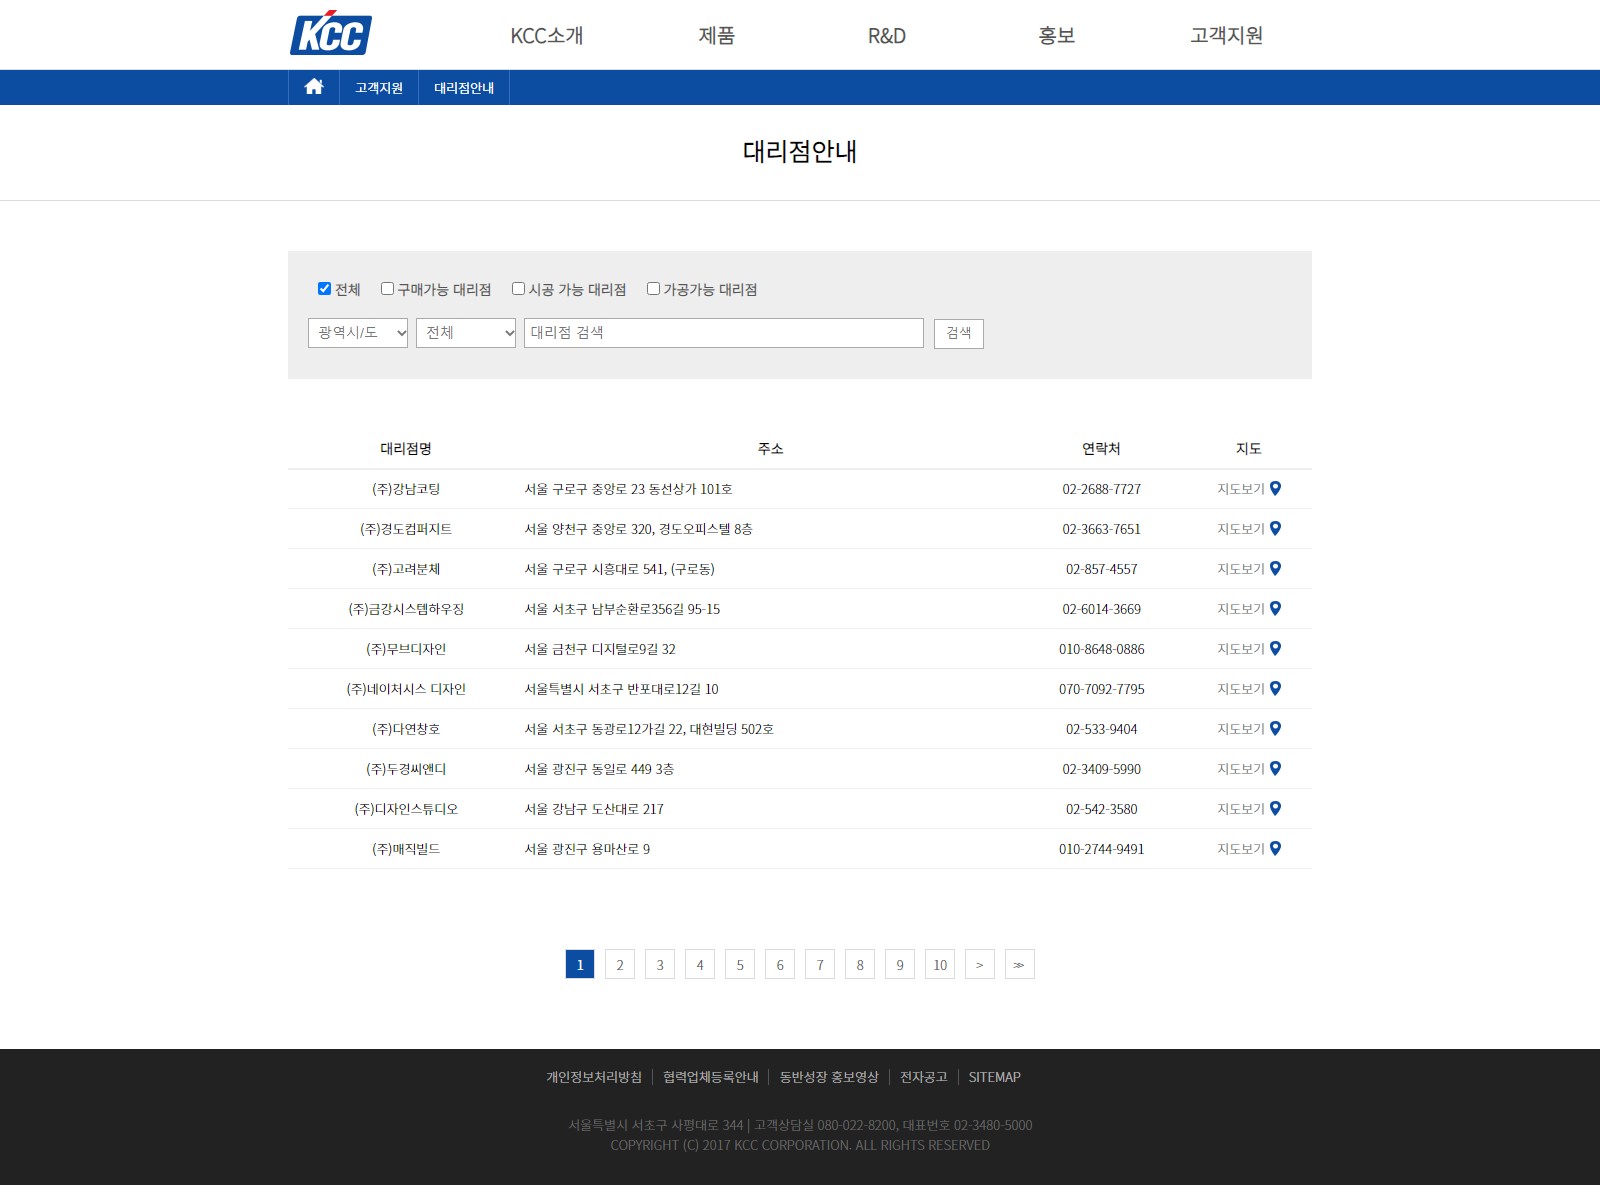 KCC
KCC소개 제품 R&D 홍보 고객지원
고객지원 대리점안내
대리점안내
전체 구매가능 대리점 시공 가능 대리점 가공가능 대리점
광역시/도 전체 대리점 검색 검색
대리점명 주소 연락처 지도
(주)강남코팅 서울 구로구 중앙로 23 동선상가 101호 02-2688-7727 지도보기
(주)경도컴퍼지트 서울 양천구 중앙로 320, 경도오피스텔 8층 02-3663-7651 지도보기
(주)고려분체 서울 구로구 시흥대로 541, (구로동) 02-857-4557 지도보기
(주)금강시스템하우징 서울 서초구 남부순환로356길 95-15 02-6014-3669 지도보기
(주)무브디자인 서울 금천구 디지털로9길 32 010-8648-0886 지도보기
(주)네이처시스 디자인 서울특별시 서초구 반포대로12길 10 070-7092-7795 지도보기
(주)다연창호 서울 서초구 동광로12가길 22, 대현빌딩 502호 02-533-9404 지도보기
(주)두경씨앤디 서울 광진구 동일로 449 3층 02-3409-5990 지도보기
(주)디자인스튜디오 서울 강남구 도산대로 217 02-542-3580 지도보기
(주)매직빌드 서울 광진구 용마산로 9 010-2744-9491 지도보기
1 2 3 4 5 6 7 8 9 10 > ≫
개인정보처리방침 협력업체등록안내 동반성장 홍보영상 전자공고 SITEMAP
서울특별시 서초구 사평대로 344 | 고객상담실 080-022-8200, 대표번호 02-3480-5000
COPYRIGHT (C) 2017 KCC CORPORATION. ALL RIGHTS RESERVED